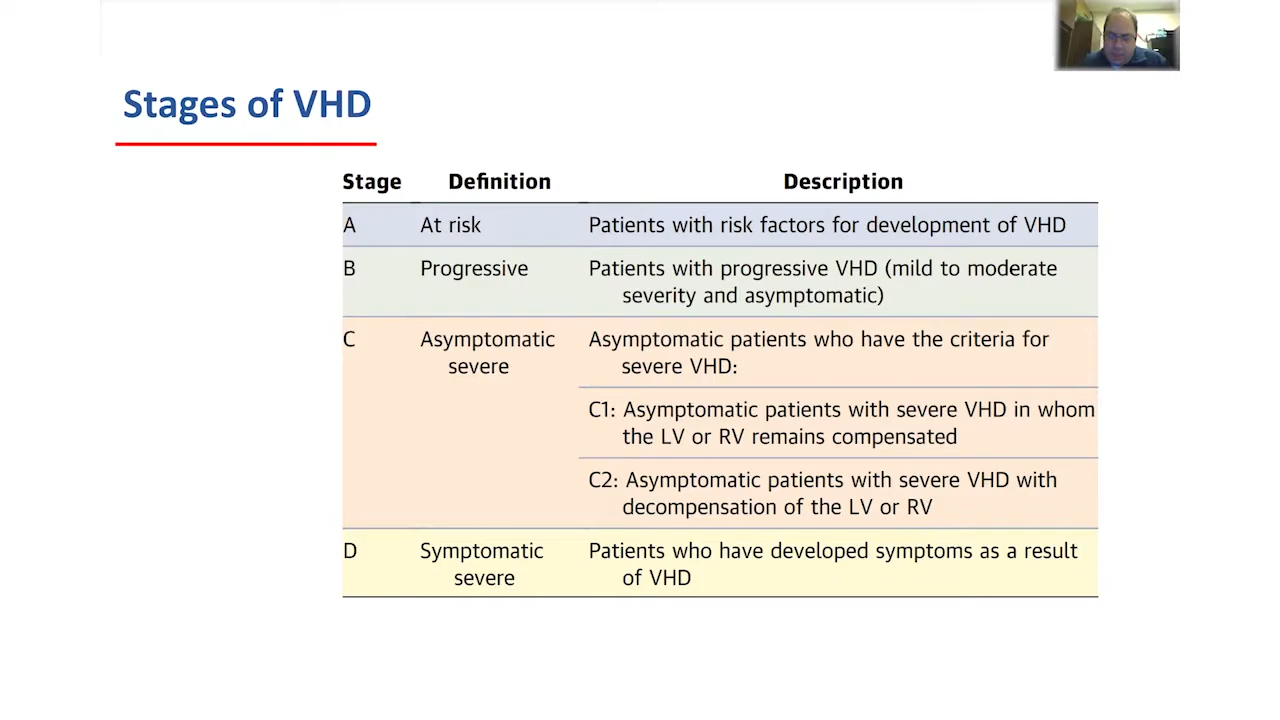 Stages of VHD
Stage Definition Description
A At risk Patients with risk factors for development of VHD
B Progressive Patients with progressive VHD (mild to moderate
severity and asymptomatic)
C Asymptomatic severe Asymptomatic patients who have the criteria for
severe VHD:
C1: Asymptomatic patients with severe VHD in whom
the LV or RV remains compensated
C2: Asymptomatic patients with severe VHD with
decompensation of the LV or RV
D Symptomatic severe Patients who have developed symptoms as a result
of VHD